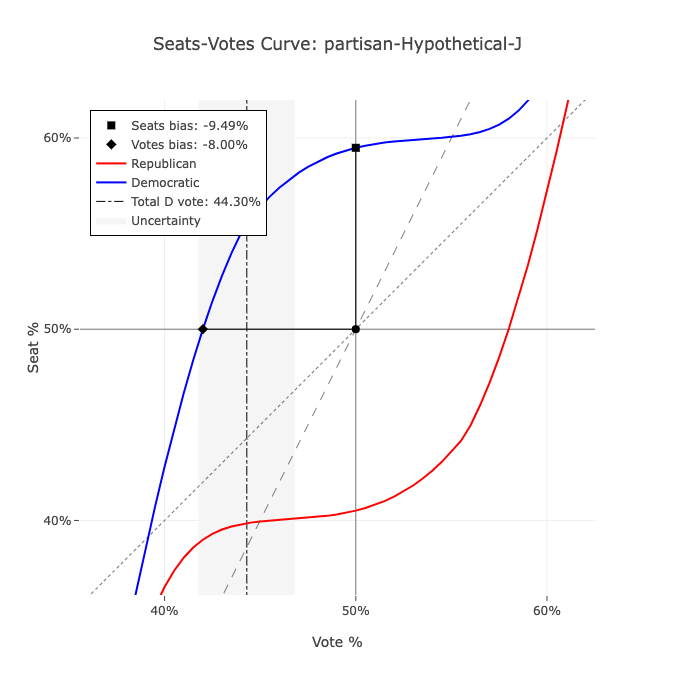 Seats-Votes Curve: partisan-Hypothetical-J
Seats bias: -9.49%
Votes bias: -8.00%
Republican
Democratic
Total D vote: 44.30%
Uncertainty
60%
50%
40%
Seat %
40%
50%
60%
Vote %